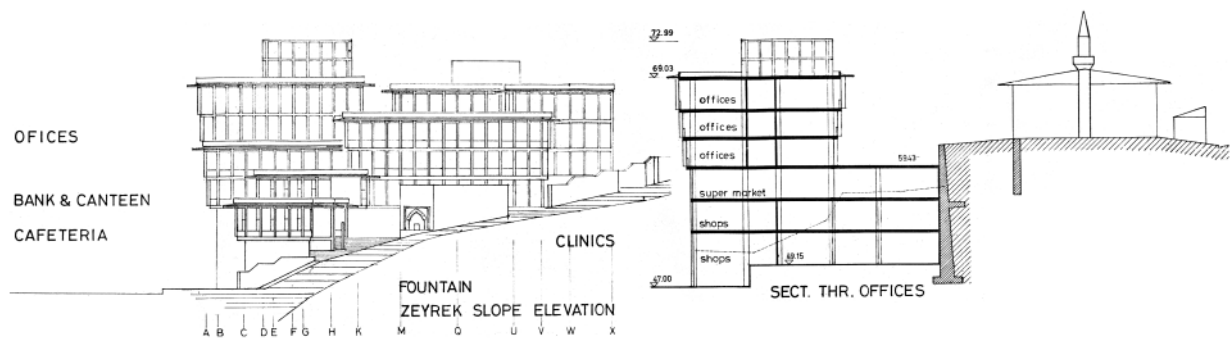 OFICES
BANK & CANTEEN
CAFETERIA
CLINICS
FOUNTAIN
ZEYREK SLOPE ELEVATION
A B C D E F G H K M Q U V W X
72.99
69.03
offices
offices
offices
59.43
super market
shops
shops
49.15
47.00
SECT. THR. OFFICES